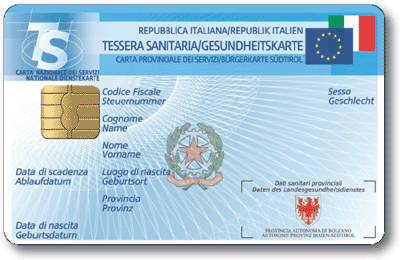 REPUBBLICA ITALIANA/REPUBLIK ITALIEN
TESSERA SANITARIA/GESUNDHEITSKARTE
CARTA PROVINCIALE DEI SERVIZI/BÜRGERKARTE SÜDTIROL
TS
CARTA NAZIONALE DEI SERVIZI
NATIONALE DIENSTEKARTE
Codice Fiscale
Steuernummer
Sesso
Geschlecht
Cognome
Name
Nome
Vorname
Data di scadenza
Ablaufdatum
Luogo di nascita
Geburtsort
Provincia
Provinz
Data di nascita
Geburtsdatum
Dati sanitari provinciali
Daten des Landesgesundheitsdienstes
PROVINCIA AUTONOMA DI BOLZANO
AUTONOME PROVINZ BOZEN-SÜDTIROL